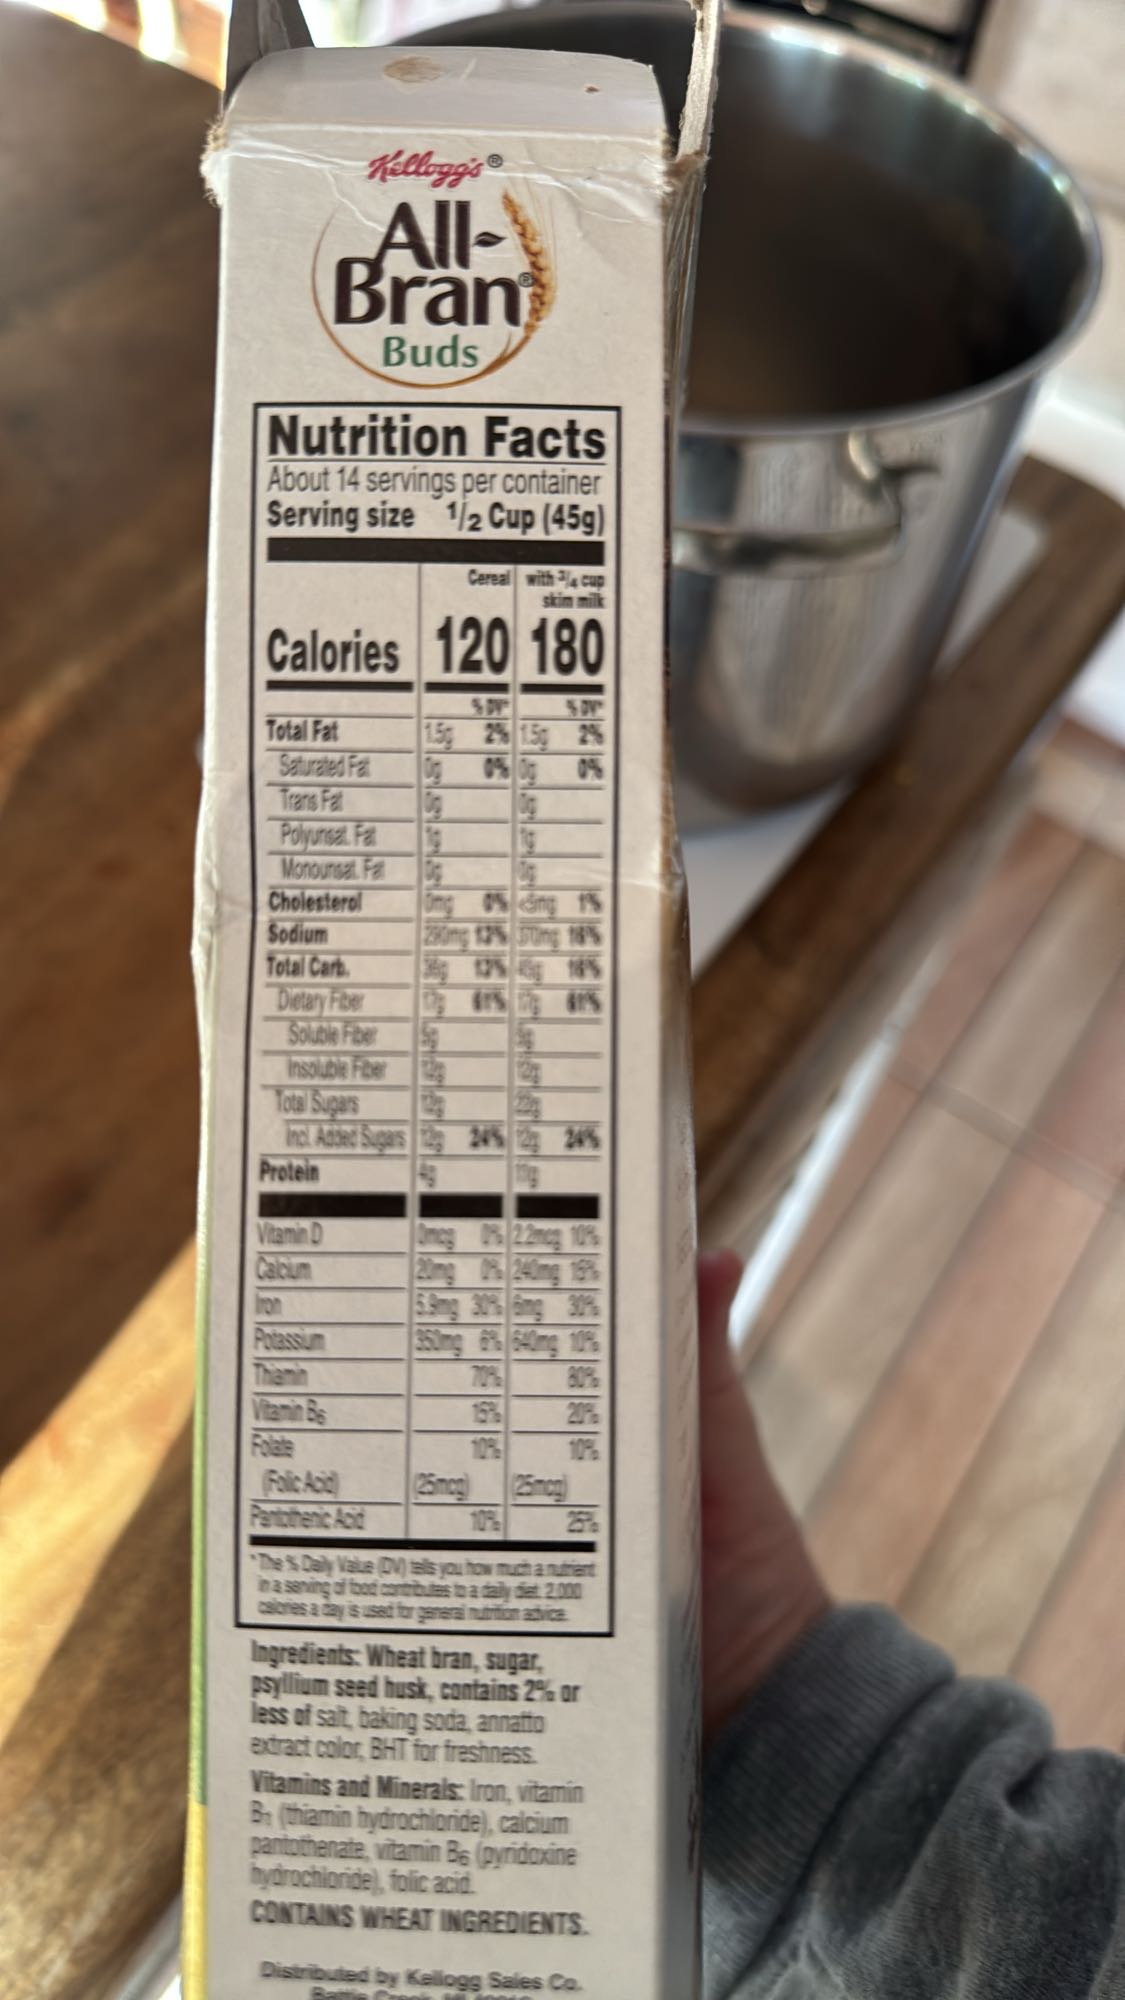 Kellogg's®
All-
Bran®
Buds
Nutrition Facts
About 14 servings per container
Serving size 1/2 Cup (45g)
Cereal with 3/4 cup
skim milk
Calories 120 180
% DV* % DV*
Total Fat 1.5g 2% 1.5g 2%
Saturated Fat 0g 0% 0g 0%
Trans Fat 0g 0g
Polyunsat. Fat 1g 1g
Monounsat. Fat 0g 0g
Cholesterol 0mg 0% <5mg 1%
Sodium 290mg 13% 370mg 16%
Total Carb. 36g 13% 45g 16%
Dietary Fiber 17g 61% 17g 61%
Soluble Fiber 5g 5g
Insoluble Fiber 12g 12g
Total Sugars 12g 22g
Incl. Added Sugars 12g 24% 12g 24%
Protein 4g 11g
Vitamin D 0mcg 0% 2.2mcg 10%
Calcium 20mg 0% 240mg 15%
Iron 5.9mg 30% 6mg 30%
Potassium 350mg 6% 640mg 10%
Thiamin 70% 80%
Vitamin B6 15% 20%
Folate 10% 10%
(Folic Acid) (25mcg) (25mcg)
Pantothenic Acid 10% 25%
*The % Daily Value (DV) tells you how much a nutrient
in a serving of food contributes to a daily diet. 2,000
calories a day is used for general nutrition advice.
Ingredients: Wheat bran, sugar,
psyllium seed husk, contains 2% or
less of salt, baking soda, annatto
extract color, BHT for freshness.
Vitamins and Minerals: Iron, vitamin
B1 (thiamin hydrochloride), calcium
pantothenate, vitamin B6 (pyridoxine
hydrochloride), folic acid.
CONTAINS WHEAT INGREDIENTS.
Distributed by Kellogg Sales Co.
Battle Creek, MI